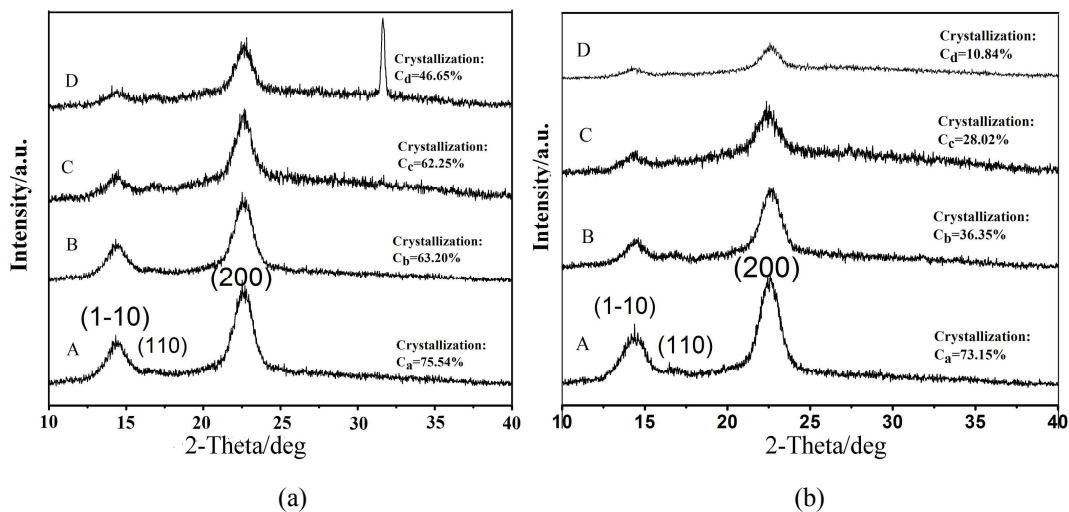 D
Crystallization:
Cd=46.65%
C
Crystallization:
Cc=62.25%
B
Crystallization:
Cb=63.20%
(200)
(1-10)
(110)
A
Crystallization:
Ca=75.54%
Intensity/a.u.
10 15 20 25 30 35 40
2-Theta/deg
(a)
D
Crystallization:
Cd=10.84%
C
Crystallization:
Cc=28.02%
B
Crystallization:
Cb=36.35%
(200)
(1-10)
(110)
A
Crystallization:
Ca=73.15%
Intensity/a.u.
10 15 20 25 30 35 40
2-Theta/deg
(b)